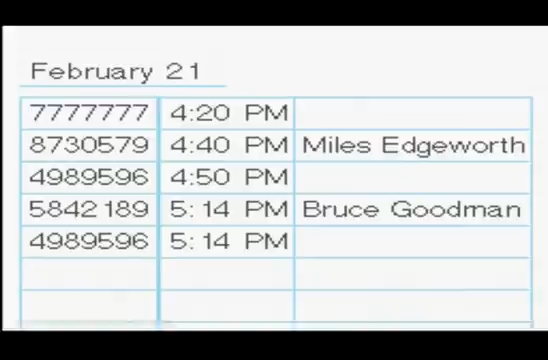 February 21
7777777 4:20 PM
8730579 4:40 PM Miles Edgeworth
4989596 4:50 PM
5842189 5:14 PM Bruce Goodman
4989596 5:14 PM